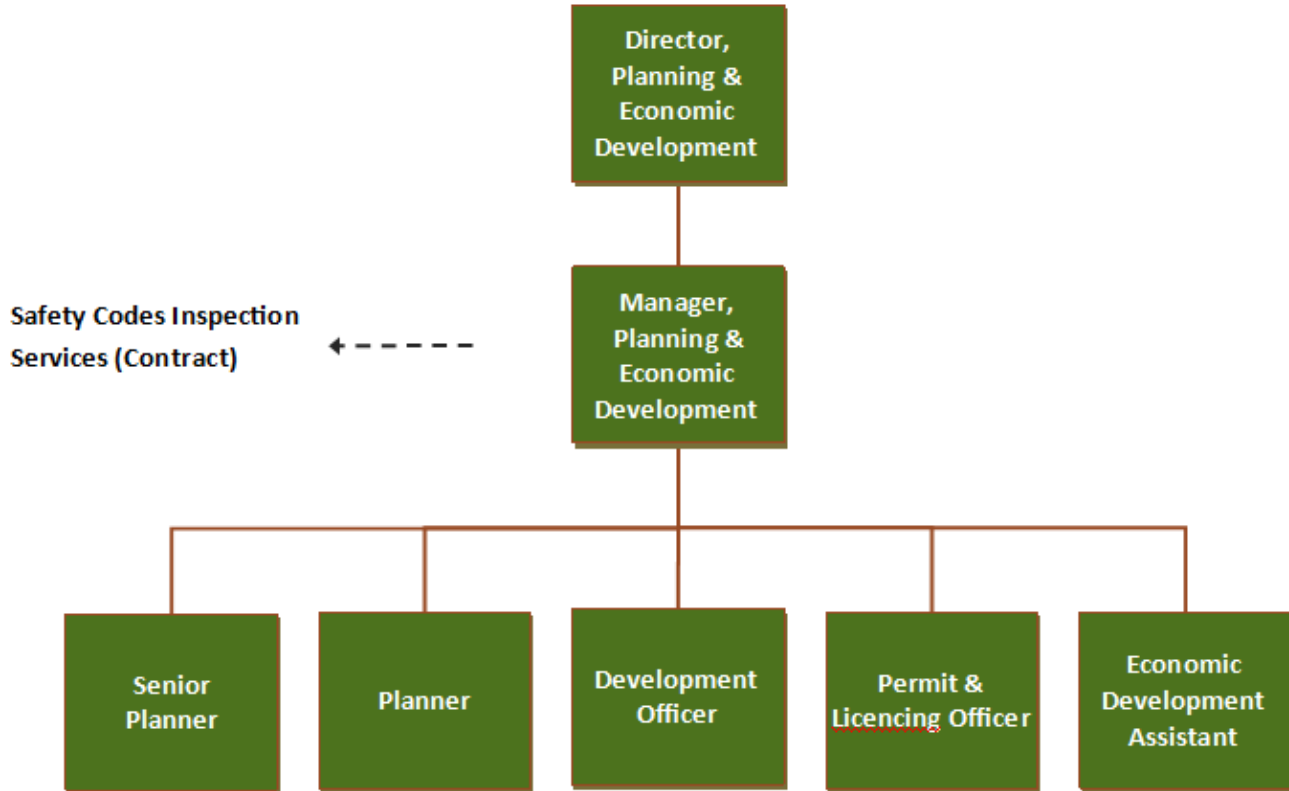 Director,
Planning &
Economic
Development
Safety Codes Inspection
Services (Contract)
Manager,
Planning &
Economic
Development
Senior
Planner
Planner
Development
Officer
Permit &
Licencing Officer
Economic
Development
Assistant